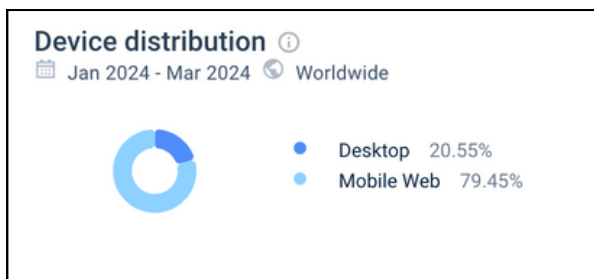 Device distribution
Jan 2024 - Mar 2024 Worldwide
Desktop 20.55%
Mobile Web 79.45%